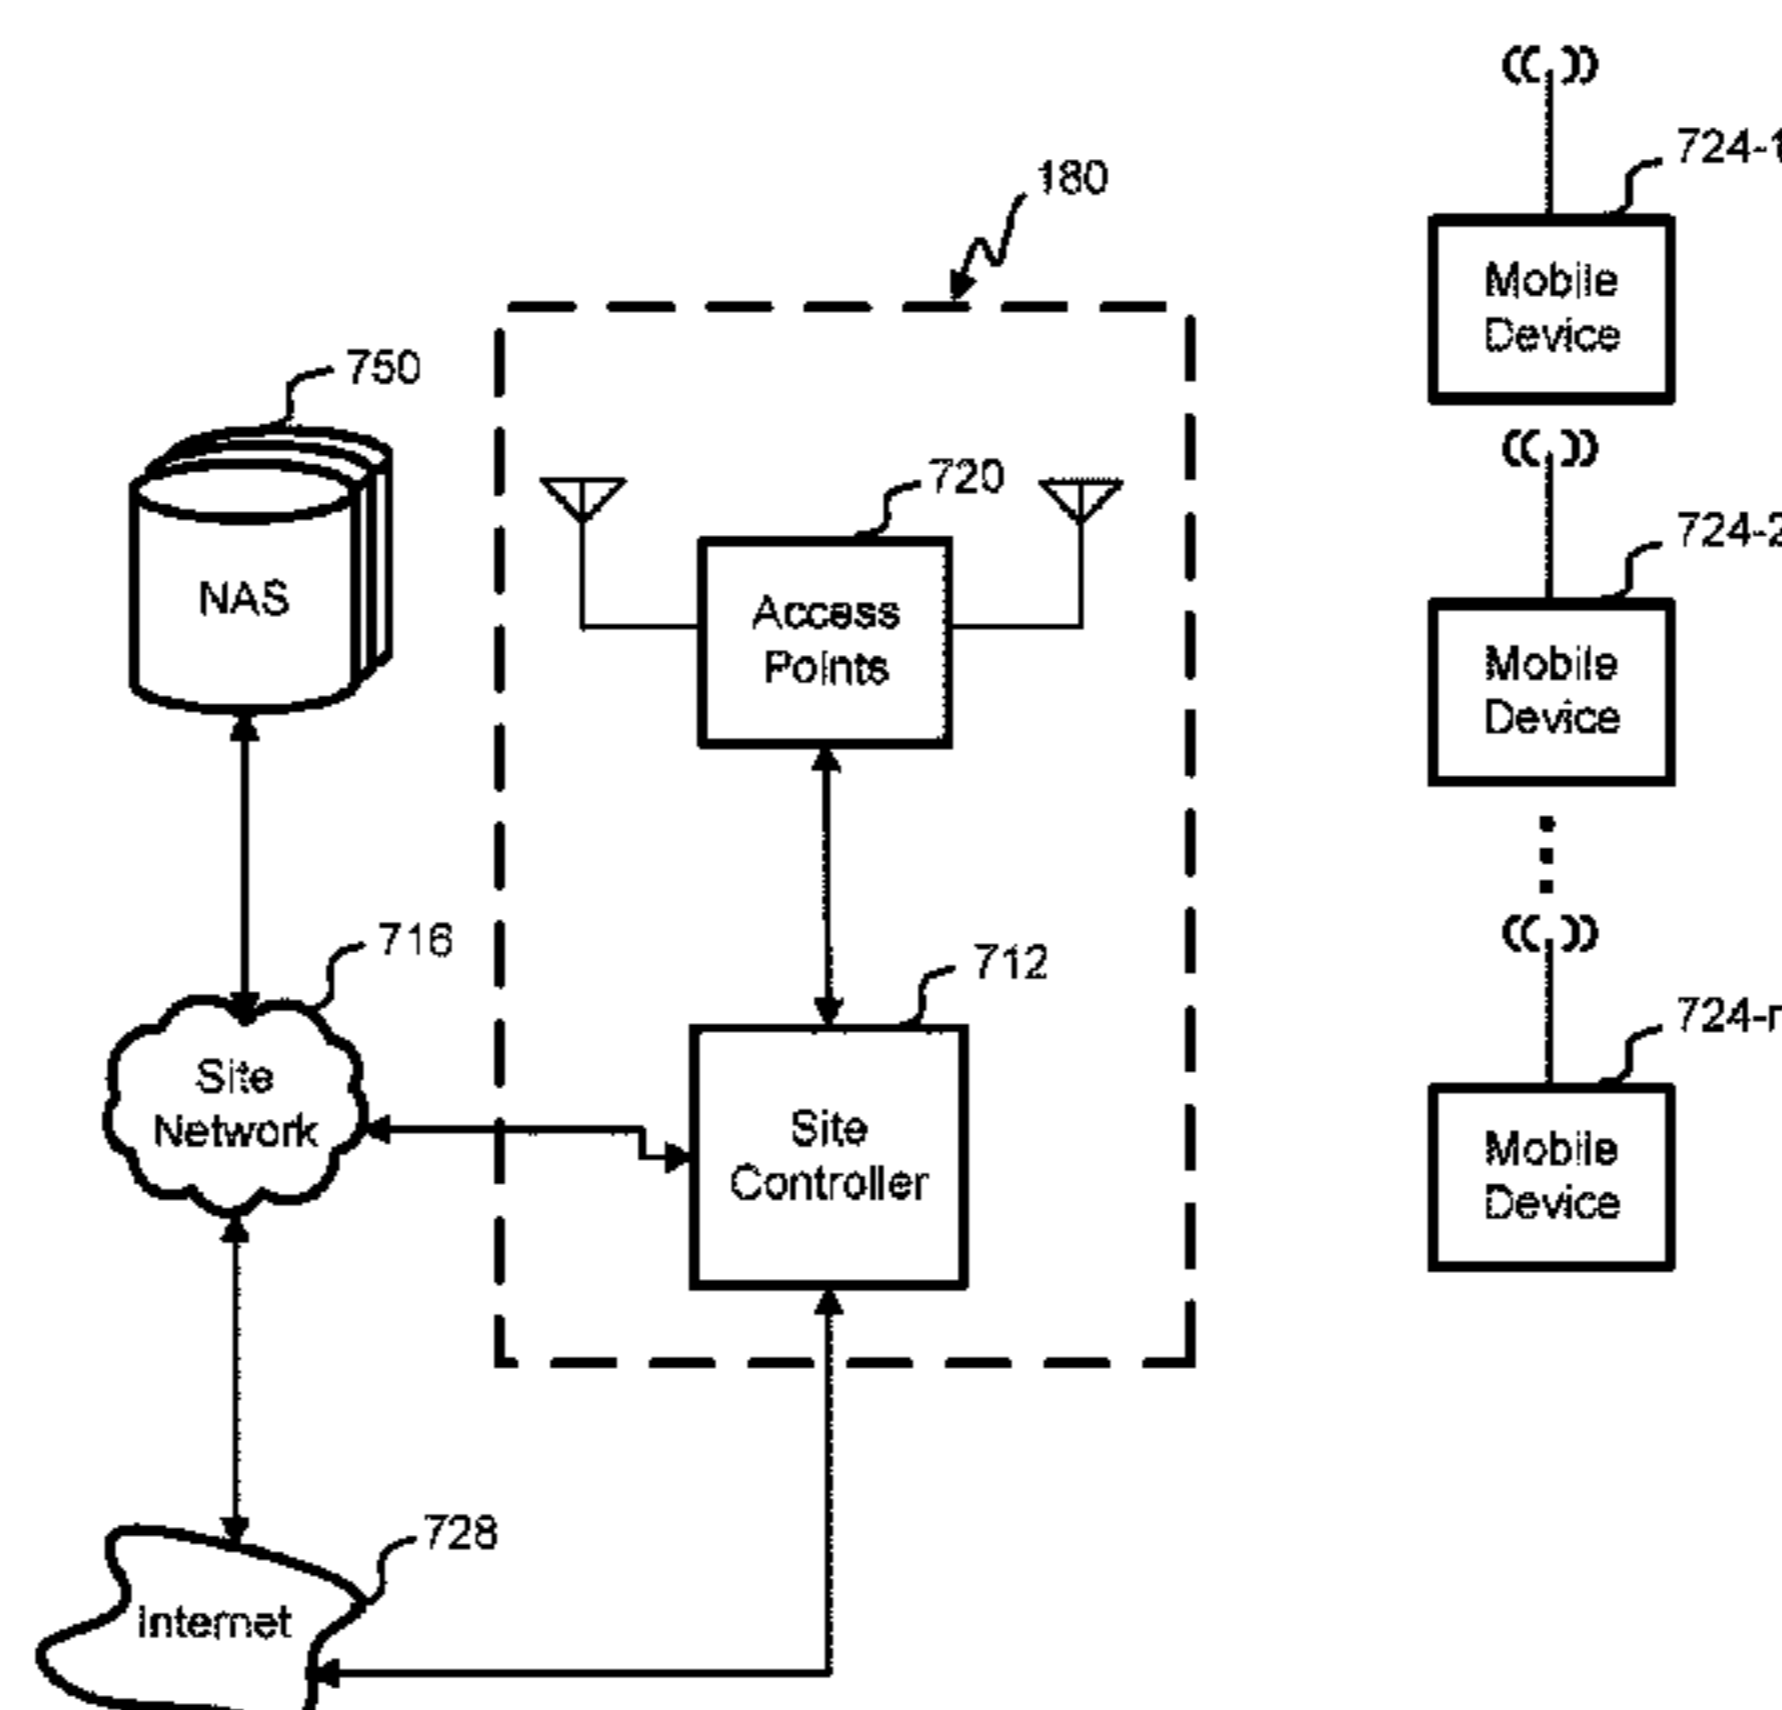 724-1
180
Mobile
Device
750
720
724-2
NAS
Access
Points
Mobile
Device
716
712
724-
Site
Network
Site
Controller
Mobile
Device
728
Internet